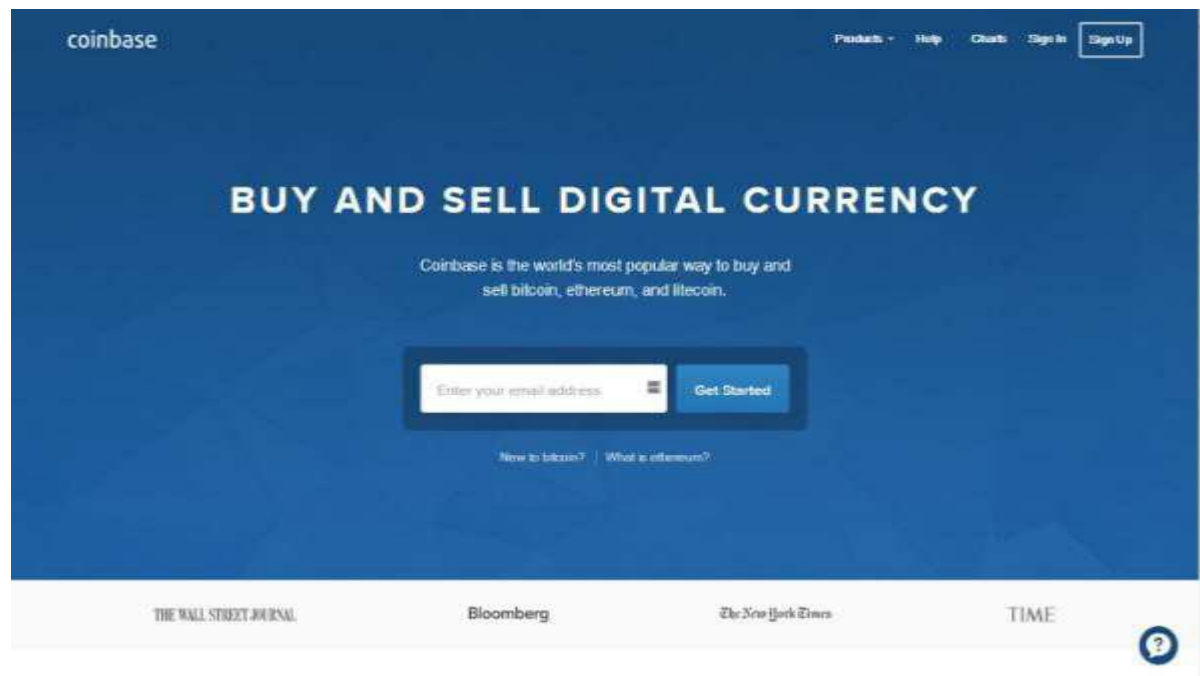 coinbase
Products Help Charts Sign In Sign Up
BUY AND SELL DIGITAL CURRENCY
Coinbase is the world's most popular way to buy and
sell bitcoin, ethereum, and litecoin.
Enter your email address Get Started
New to bitcoin? | What is ethereum?
THE WALL STREET JOURNAL. Bloomberg The New York Times TIME
?